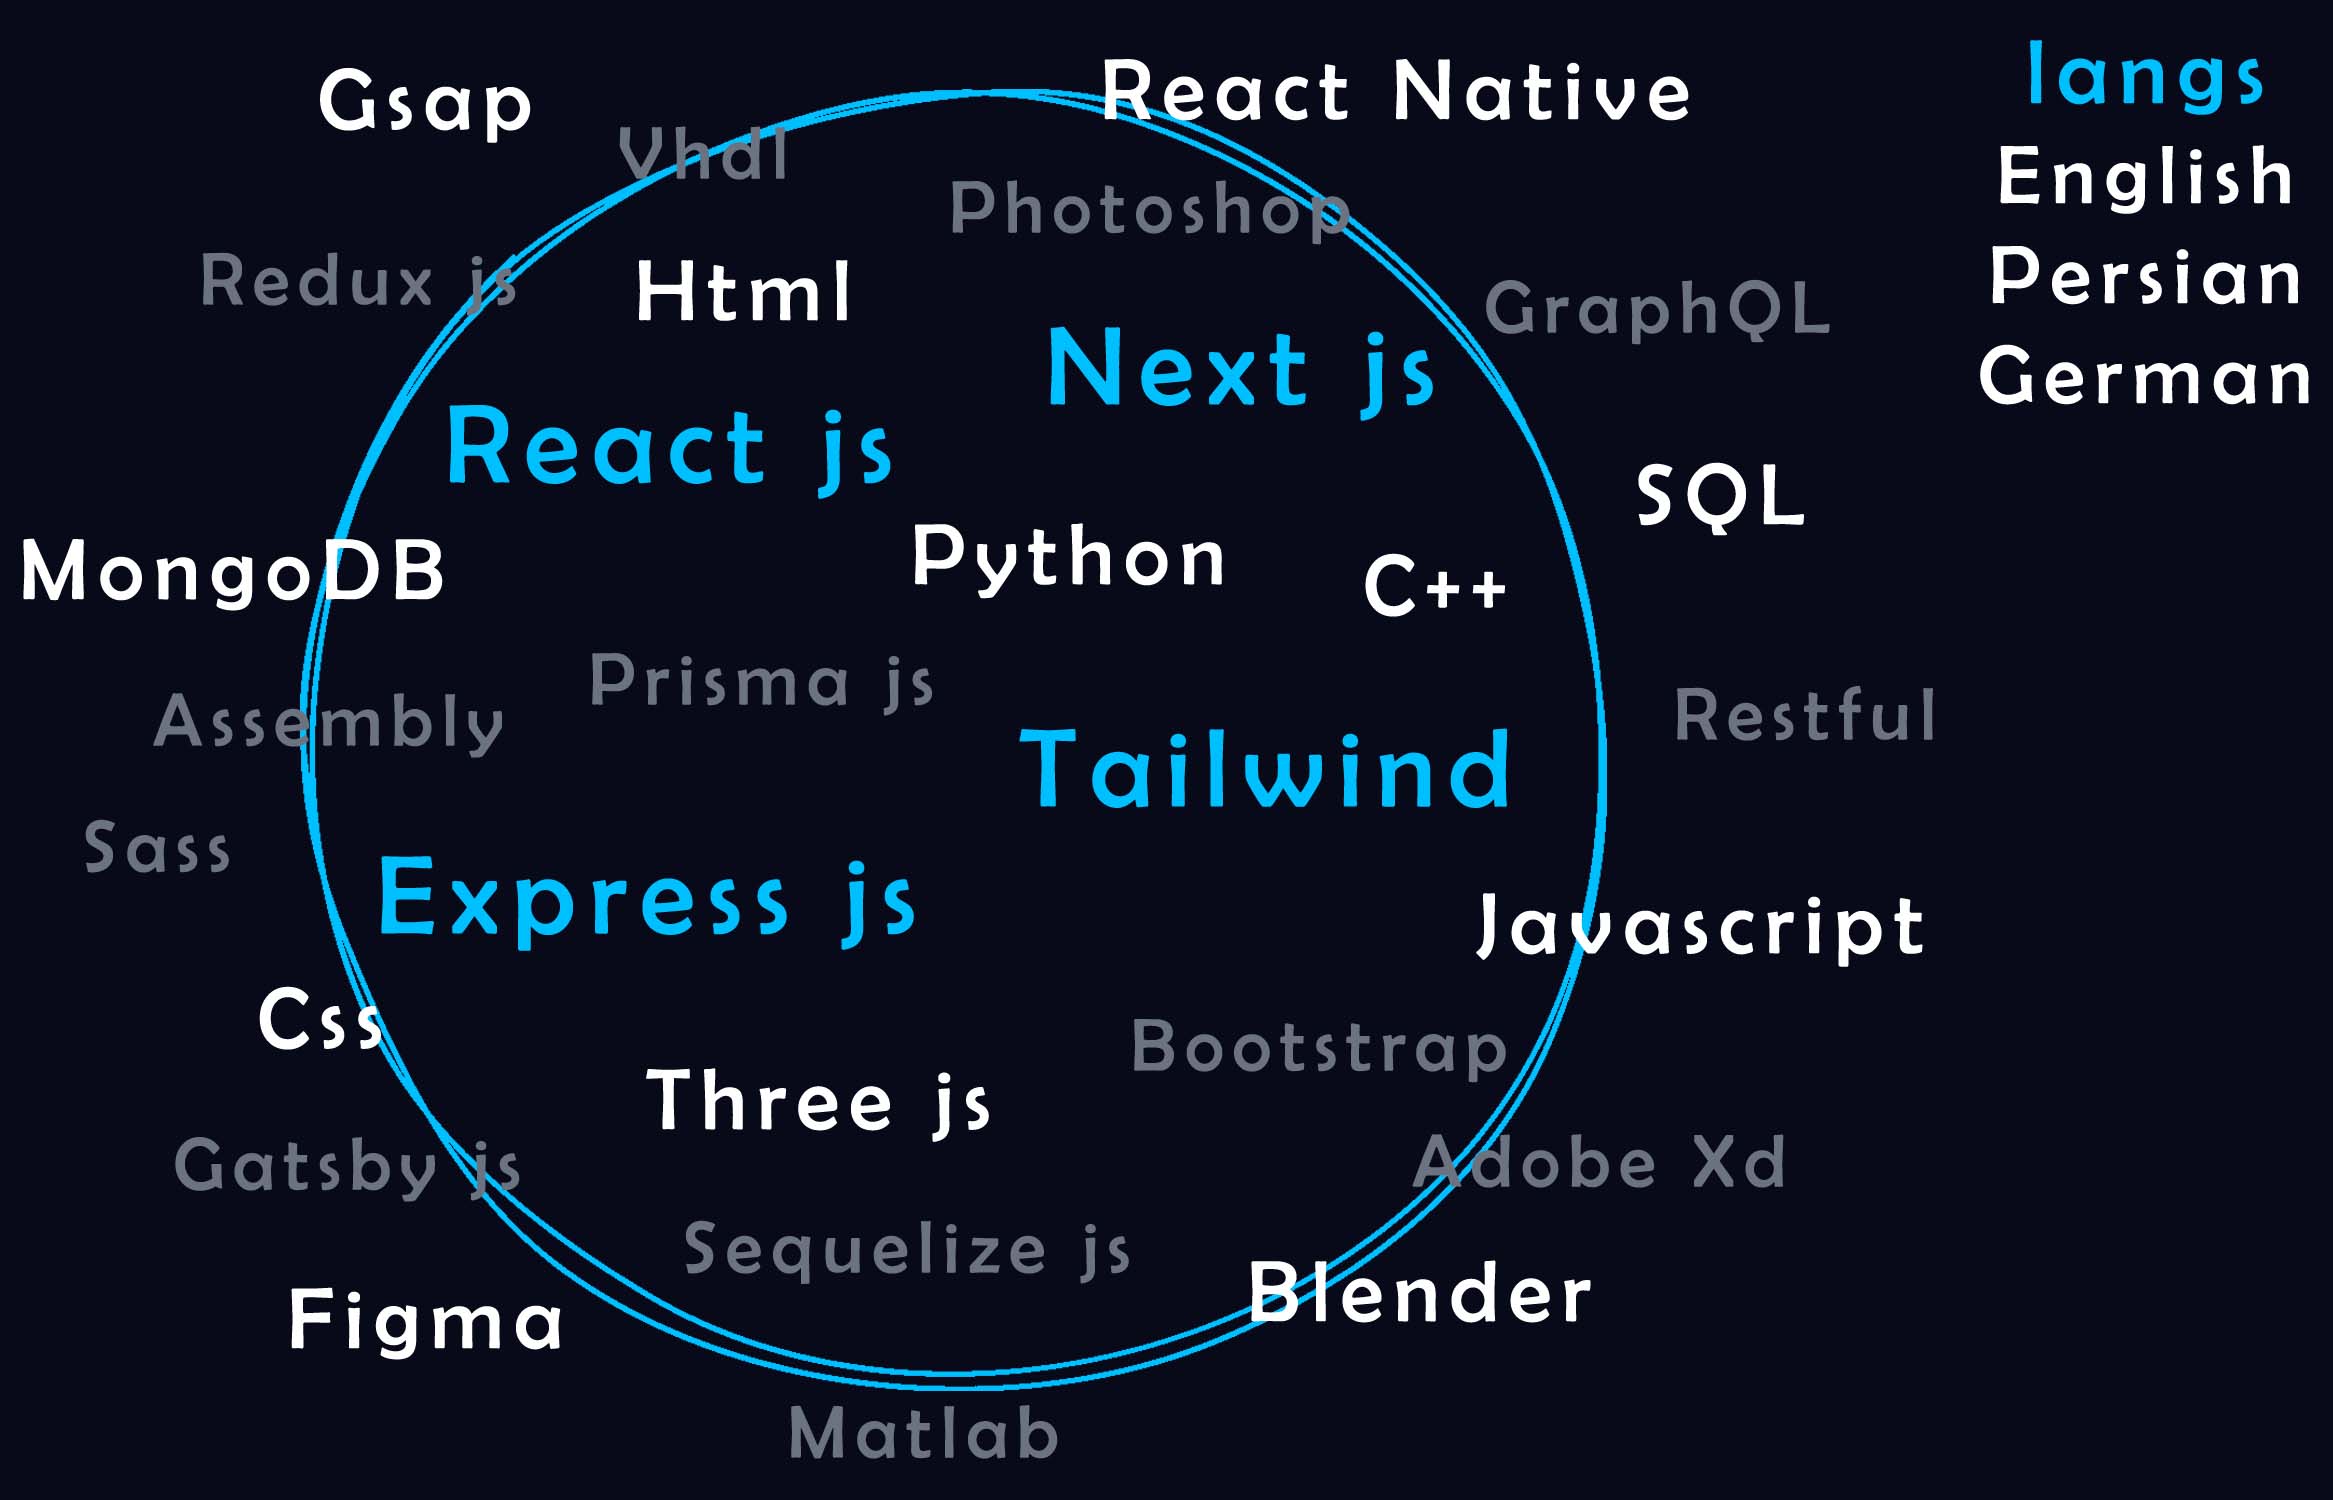 Gsap
React Native
Vhdl
Photoshop
Redux js
Html
GraphQL
Next js
React js
SQL
MongoDB
Python
C++
Prisma js
Assembly
Restful
Tailwind
Sass
Express js
Javascript
Css
Bootstrap
Three js
Gatsby js
Adobe Xd
Sequelize js
Blender
Figma
Matlab
langs
English
Persian
German